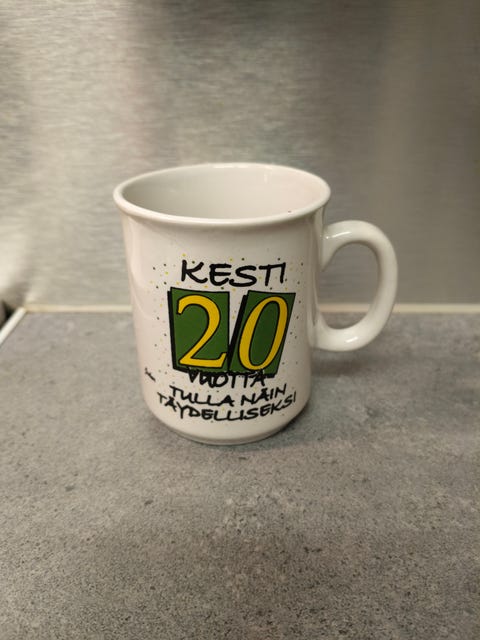 KESTI
20
VUOTTA
TULLA NÄIN
TÄYDELLISEKSI